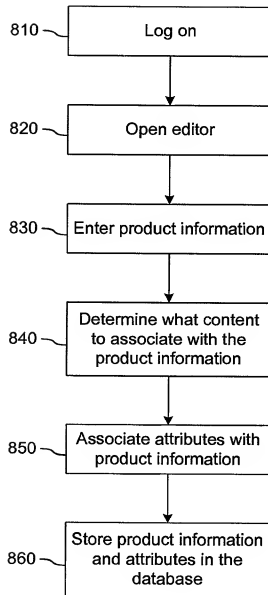 810
Log on
820
Open editor
830
Enter product information
840
Determine what content
to associate with the
product information
850
Associate attributes with
product information
860
Store product information
and attributes in the
database